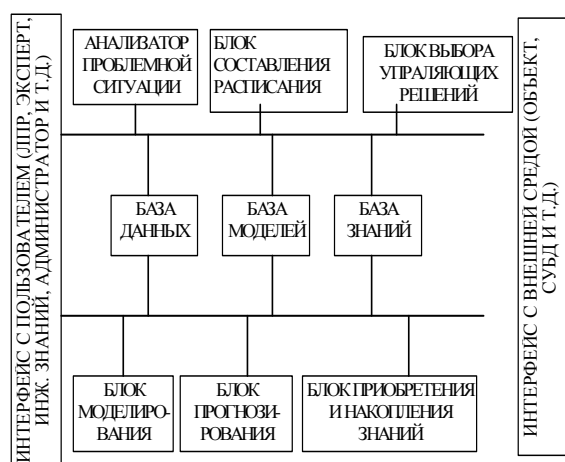 ИНТЕРФЕЙС С ПОЛЬЗОВАТЕЛЕМ (ЛПР, ЭКСПЕРТ,
ИНЖ. ЗНАНИЙ, АДМИНИСТРАТОР И Т.Д.)
АНАЛИЗАТОР
ПРОБЛЕМНОЙ
СИТУАЦИИ
БЛОК
СОСТАВЛЕНИЯ
РАСПИСАНИЯ
БЛОК ВЫБОРА
УПРАЛЯЮЩИХ
РЕШЕНИЙ
БАЗА
ДАННЫХ
БАЗА
МОДЕЛЕЙ
БАЗА
ЗНАНИЙ
БЛОК
МОДЕЛИРО-
ВАНИЯ
БЛОК
ПРОГНОЗИ-
РОВАНИЯ
БЛОК ПРИОБРЕТЕНИЯ
И НАКОПЛЕНИЯ
ЗНАНИЙ
ИНТЕРФЕЙС С ВНЕШНЕЙ СРЕДОЙ (ОБЪЕКТ,
СУБД И Т.Д.)